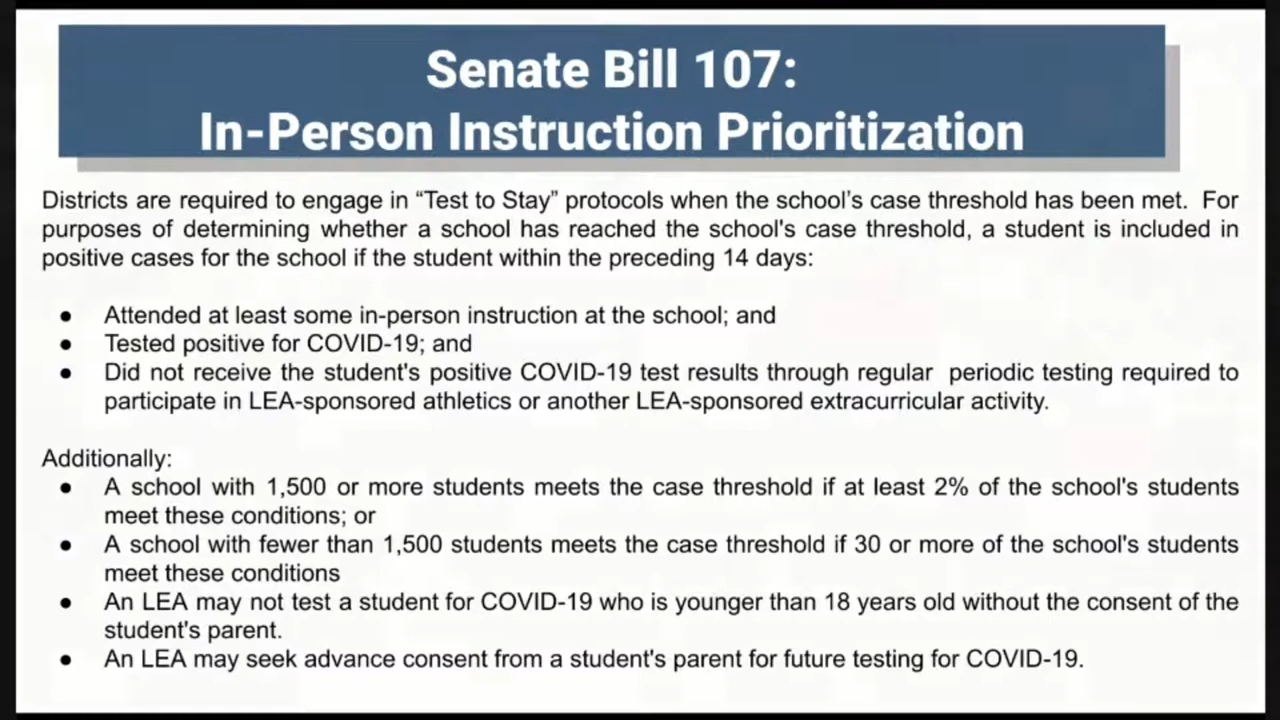 Senate Bill 107:
In-Person Instruction Prioritization
Districts are required to engage in “Test to Stay” protocols when the school’s case threshold has been met. For
purposes of determining whether a school has reached the school's case threshold, a student is included in
positive cases for the school if the student within the preceding 14 days:
● Attended at least some in-person instruction at the school; and
● Tested positive for COVID-19; and
● Did not receive the student's positive COVID-19 test results through regular periodic testing required to
participate in LEA-sponsored athletics or another LEA-sponsored extracurricular activity.
Additionally:
● A school with 1,500 or more students meets the case threshold if at least 2% of the school's students
meet these conditions; or
● A school with fewer than 1,500 students meets the case threshold if 30 or more of the school's students
meet these conditions
● An LEA may not test a student for COVID-19 who is younger than 18 years old without the consent of the
student's parent.
● An LEA may seek advance consent from a student's parent for future testing for COVID-19.